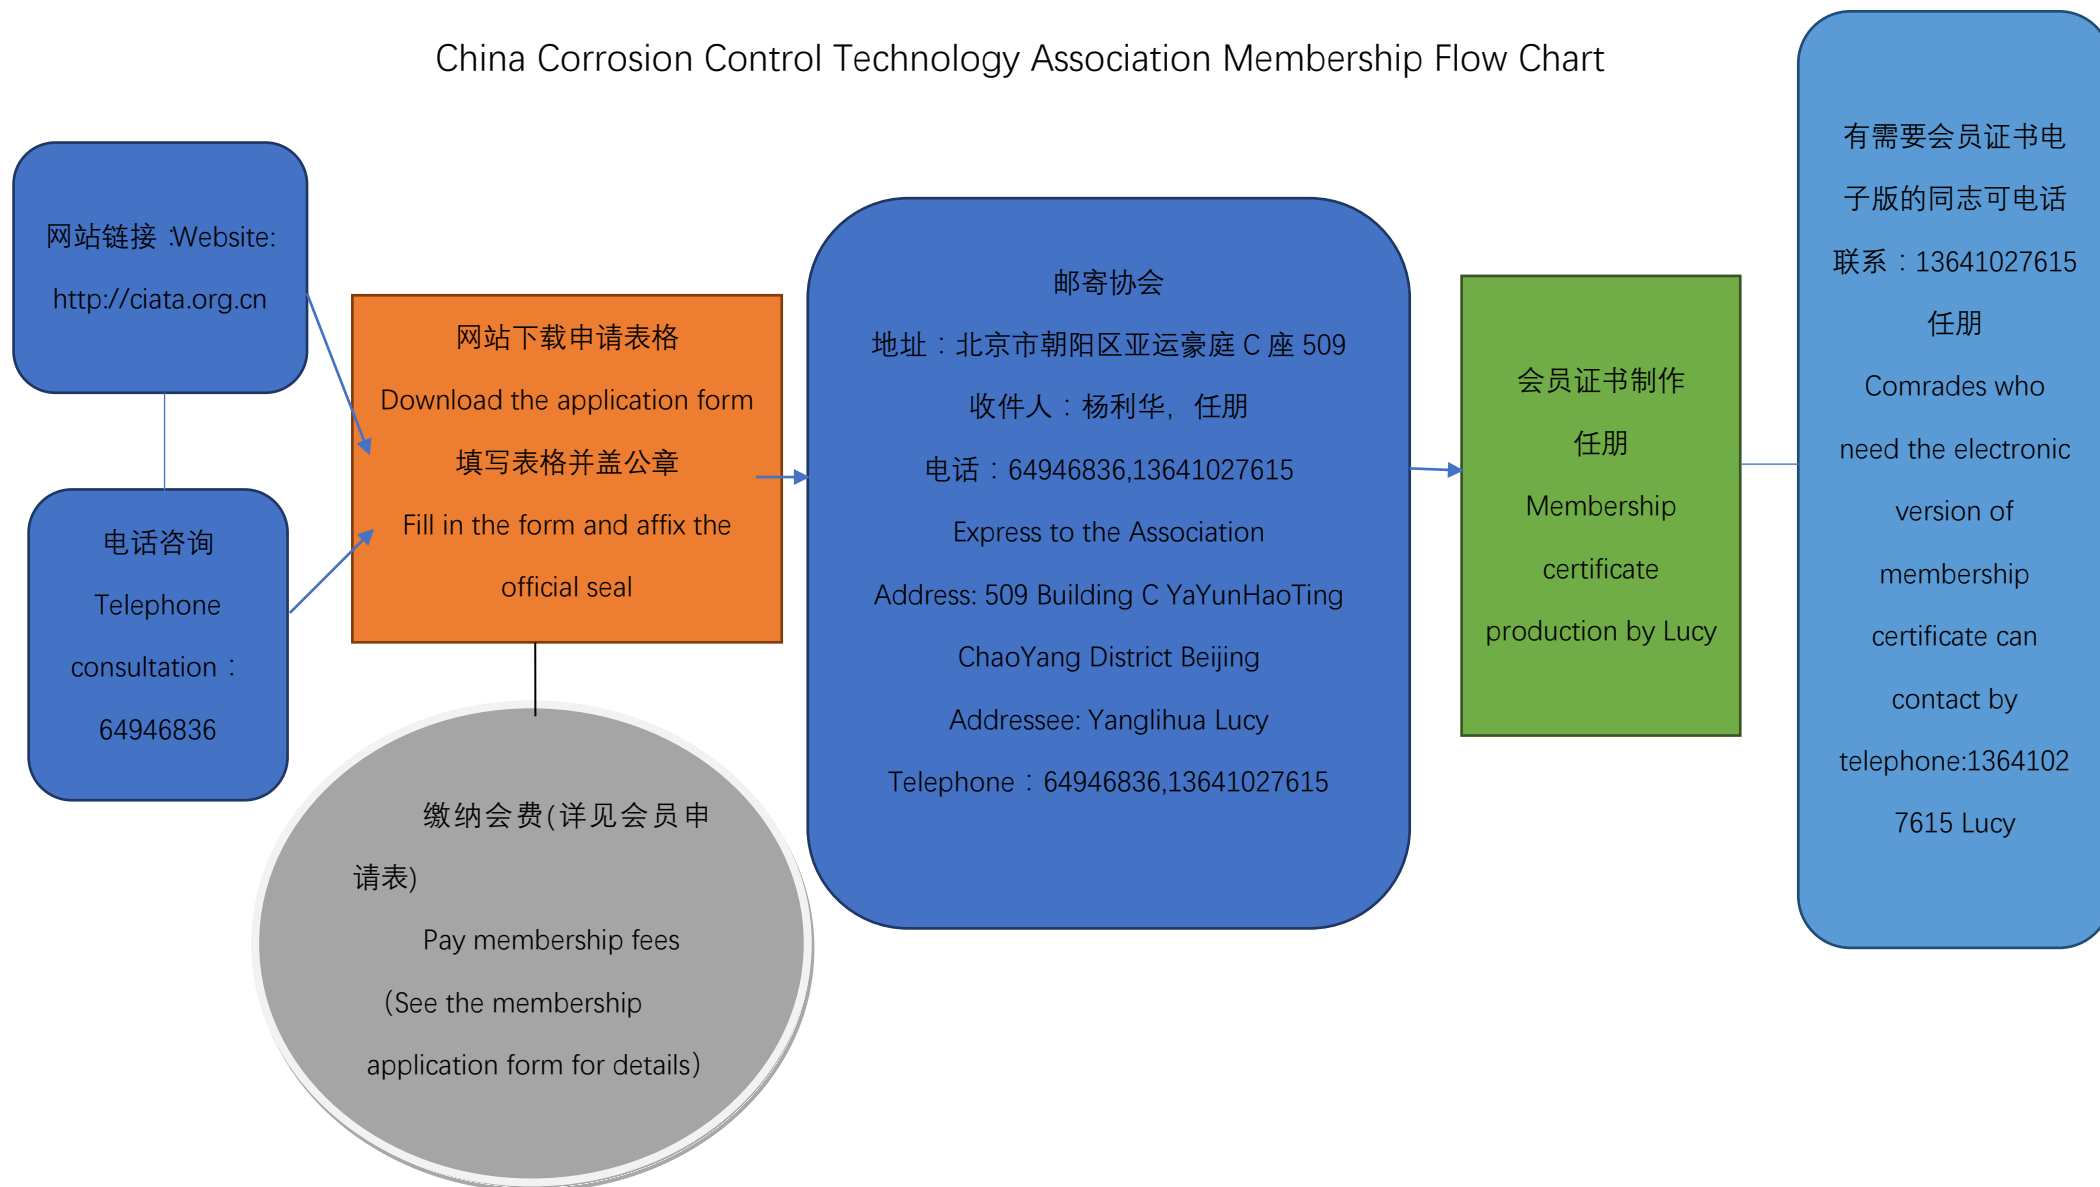 China Corrosion Control Technology Association Membership Flow Chart
网站链接：Website:
http://ciata.org.cn
电话咨询
Telephone
consultation：
64946836
网站下载申请表格
Download the application form
填写表格并盖公章
Fill in the form and affix the
official seal
缴纳会费(详见会员申
请表)
Pay membership fees
（See the membership
application form for details）
邮寄协会
地址：北京市朝阳区亚运豪庭 C 座 509
收件人：杨利华，任朋
电话：64946836,13641027615
Express to the Association
Address: 509 Building C YaYunHaoTing
ChaoYang District Beijing
Addressee: Yanglihua Lucy
Telephone：64946836,13641027615
会员证书制作
任朋
Membership
certificate
production by Lucy
有需要会员证书电
子版的同志可电话
联系：13641027615
任朋
Comrades who
need the electronic
version of
membership
certificate can
contact by
telephone:1364102
7615 Lucy